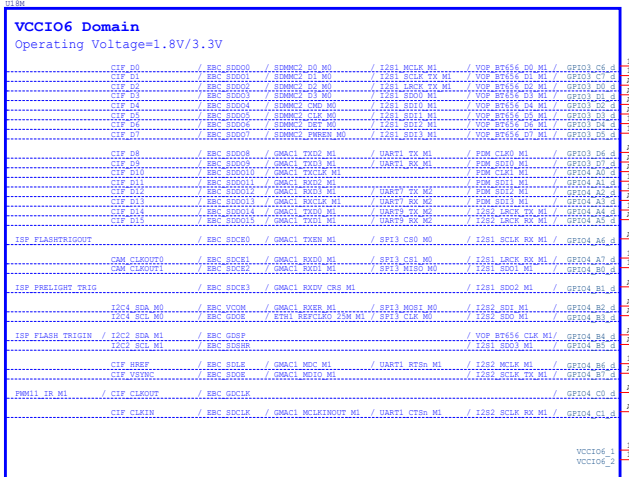 U18M
VCCIO6 Domain
Operating Voltage=1.8V/3.3V
CIF_D0 / EBC_SDDO0 / SDMMC2_D0_M0 / I2S1_MCLK_M1 / VOP_BT656_D0_M1 / GPIO3_C6_d
CIF_D1 / EBC_SDDO1 / SDMMC2_D1_M0 / I2S1_SCLK_TX_M1 / VOP_BT656_D1_M1 / GPIO3_C7_d
CIF_D2 / EBC_SDDO2 / SDMMC2_D2_M0 / I2S1_LRCK_TX_M1 / VOP_BT656_D2_M1 / GPIO3_D0_d
CIF_D3 / EBC_SDDO3 / SDMMC2_D3_M0 / I2S1_SDO0_M1 / VOP_BT656_D3_M1 / GPIO3_D1_d
CIF_D4 / EBC_SDDO4 / SDMMC2_CMD_M0 / I2S1_SDI0_M1 / VOP_BT656_D4_M1 / GPIO3_D2_d
CIF_D5 / EBC_SDDO5 / SDMMC2_CLK_M0 / I2S1_SDI1_M1 / VOP_BT656_D5_M1 / GPIO3_D3_d
CIF_D6 / EBC_SDDO6 / SDMMC2_DET_M0 / I2S1_SDI2_M1 / VOP_BT656_D6_M1 / GPIO3_D4_d
CIF_D7 / EBC_SDDO7 / SDMMC2_PWREN_M0 / I2S1_SDI3_M1 / VOP_BT656_D7_M1 / GPIO3_D5_d
CIF_D8 / EBC_SDDO8 / GMAC1_TXD2_M1 / UART1_TX_M1 / PDM_CLK0_M1 / GPIO3_D6_d
CIF_D9 / EBC_SDDO9 / GMAC1_TXD3_M1 / UART1_RX_M1 / PDM_SDI0_M1 / GPIO3_D7_d
CIF_D10 / EBC_SDDO10 / GMAC1_TXCLK_M1 / PDM_CLK1_M1 / GPIO4_A0_d
CIF_D11 / EBC_SDDO11 / GMAC1_RXD2_M1 / PDM_SDI1_M1 / GPIO4_A1_d
CIF_D12 / EBC_SDDO12 / GMAC1_RXD3_M1 / UART7_TX_M2 / PDM_SDI2_M1 / GPIO4_A2_d
CIF_D13 / EBC_SDDO13 / GMAC1_RXCLK_M1 / UART7_RX_M2 / PDM_SDI3_M1 / GPIO4_A3_d
CIF_D14 / EBC_SDDO14 / GMAC1_TXD0_M1 / UART9_TX_M2 / I2S2_LRCK_TX_M1 / GPIO4_A4_d
CIF_D15 / EBC_SDDO15 / GMAC1_TXD1_M1 / UART9_RX_M2 / I2S2_LRCK_RX_M1 / GPIO4_A5_d
ISP_FLASHTRIGOUT / EBC_SDCE0 / GMAC1_TXEN_M1 / SPI3_CS0_M0 / I2S1_SCLK_RX_M1 / GPIO4_A6_d
CAM_CLKOUT0 / EBC_SDCE1 / GMAC1_RXD0_M1 / SPI3_CS1_M0 / I2S1_LRCK_RX_M1 / GPIO4_A7_d
CAM_CLKOUT1 / EBC_SDCE2 / GMAC1_RXD1_M1 / SPI3_MISO_M0 / I2S1_SDO1_M1 / GPIO4_B0_d
ISP_PRELIGHT_TRIG / EBC_SDCE3 / GMAC1_RXDV_CRS_M1 / I2S1_SDO2_M1 / GPIO4_B1_d
I2C4_SDA_M0 / EBC_VCOM / GMAC1_RXER_M1 / SPI3_MOSI_M0 / I2S2_SDI_M1 / GPIO4_B2_d
I2C4_SCL_M0 / EBC_GDOE / ETH1_REFCLKO_25M_M1 / SPI3_CLK_M0 / I2S2_SDO_M1 / GPIO4_B3_d
ISP_FLASH_TRIGIN / I2C2_SDA_M1 / EBC_GDSP / VOP_BT656_CLK_M1/ GPIO4_B4_d
I2C2_SCL_M1 / EBC_SDSHR / I2S1_SDO3_M1 / GPIO4_B5_d
CIF_HREF / EBC_SDLE / GMAC1_MDC_M1 / UART1_RTSn_M1 / I2S2_MCLK_M1 / GPIO4_B6_d
CIF_VSYNC / EBC_SDOE / GMAC1_MDIO_M1 / I2S2_SCLK_TX_M1 / GPIO4_B7_d
PWM11_IR_M1 / CIF_CLKOUT / EBC_GDCLK / GPIO4_C0_d
CIF_CLKIN / EBC_SDCLK / GMAC1_MCLKINOUT_M1 / UART1_CTSn_M1 / I2S2_SCLK_RX_M1 / GPIO4_C1_d
VCCIO6_1
VCCIO6_2